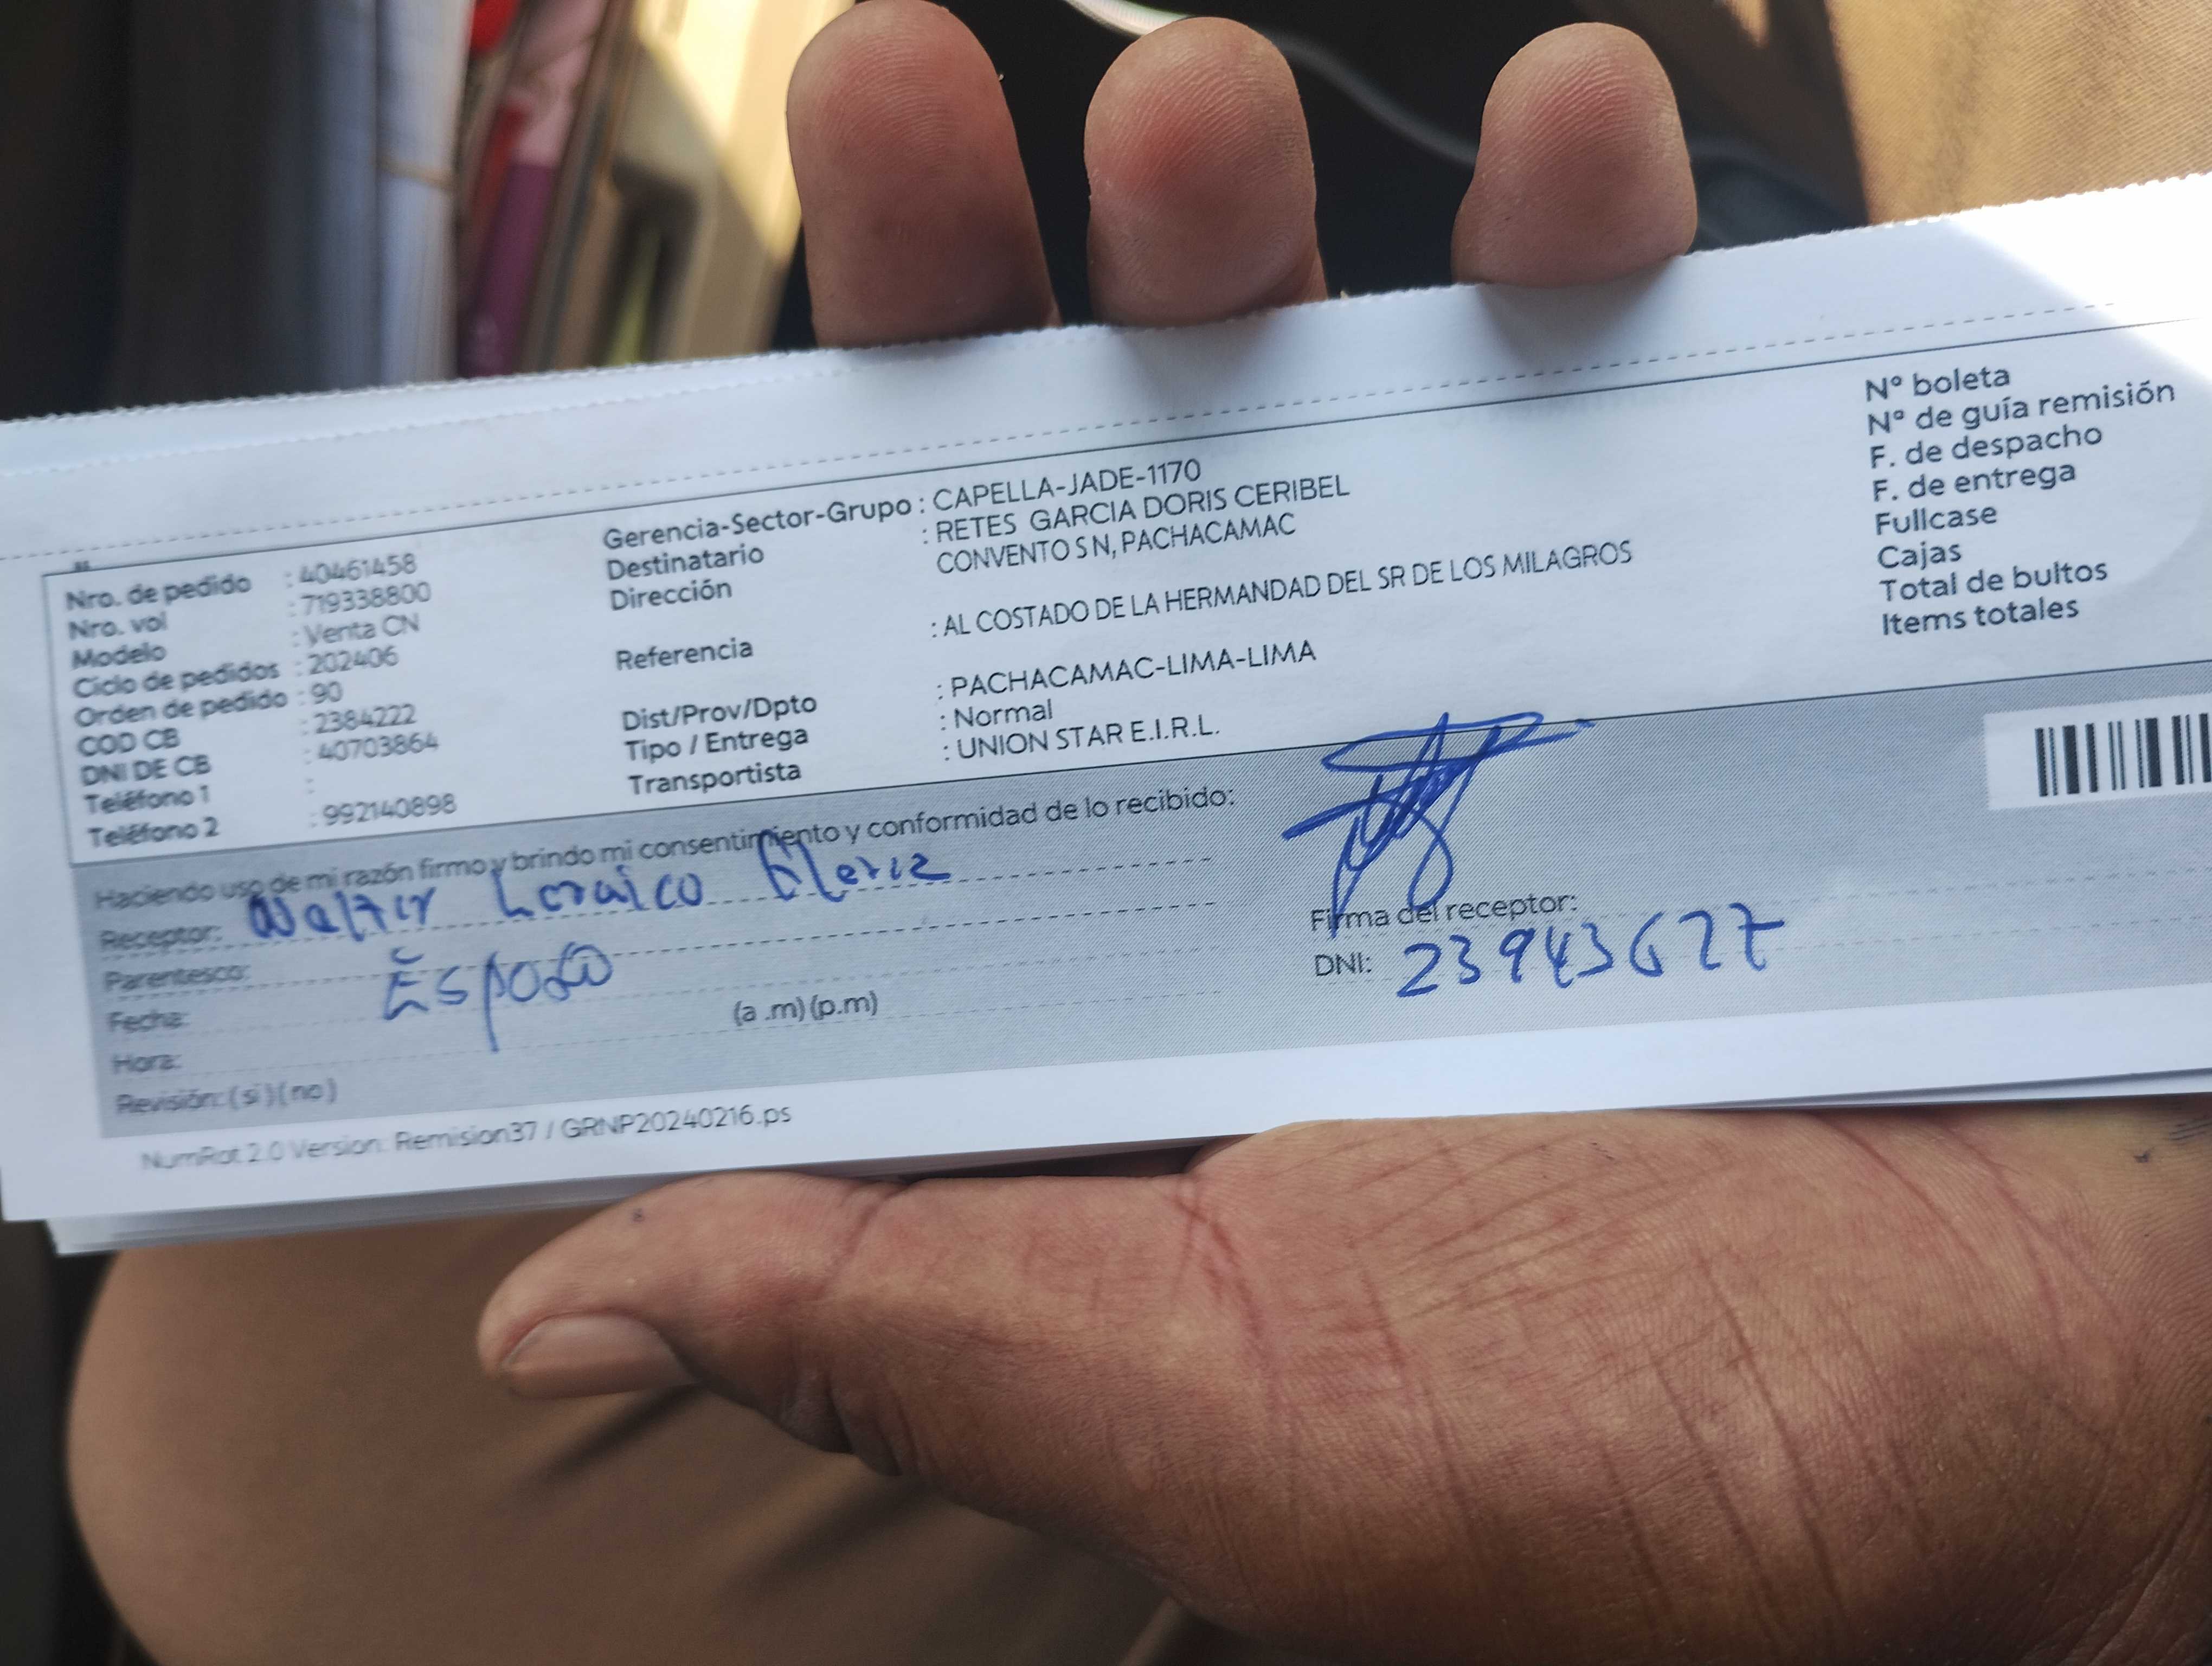 Nro. de pedido : 40461458
Nro. vol : 719338800
Modelo : Venta CN
Ciclo de pedidos : 202406
Orden de pedido : 90
COD CB : 2384222
DNI DE CB : 40703864
Teléfono 1 :
Teléfono 2 : 992140898
Gerencia-Sector-Grupo : CAPELLA-JADE-1170
Destinatario : RETES GARCIA DORIS CERIBEL
Dirección CONVENTO S N, PACHACAMAC
Referencia : AL COSTADO DE LA HERMANDAD DEL SR DE LOS MILAGROS
Dist/Prov/Dpto : PACHACAMAC-LIMA-LIMA
Tipo / Entrega : Normal
Transportista : UNION STAR E.I.R.L.
Nº boleta
Nº de guía remisión
F. de despacho
F. de entrega
Fullcase
Cajas
Total de bultos
Items totales
Haciendo uso de mi razón firmo y brindo mi consentimiento y conformidad de lo recibido:
Receptor: Walter
Parentesco: Esposo
Fecha:
Hora: (a .m) (p.m)
Revisión: ( si ) ( no )
Firma del receptor:
DNI: 23943627
NumRot 2.0 Version: Remision37 / GRNP20240216.ps